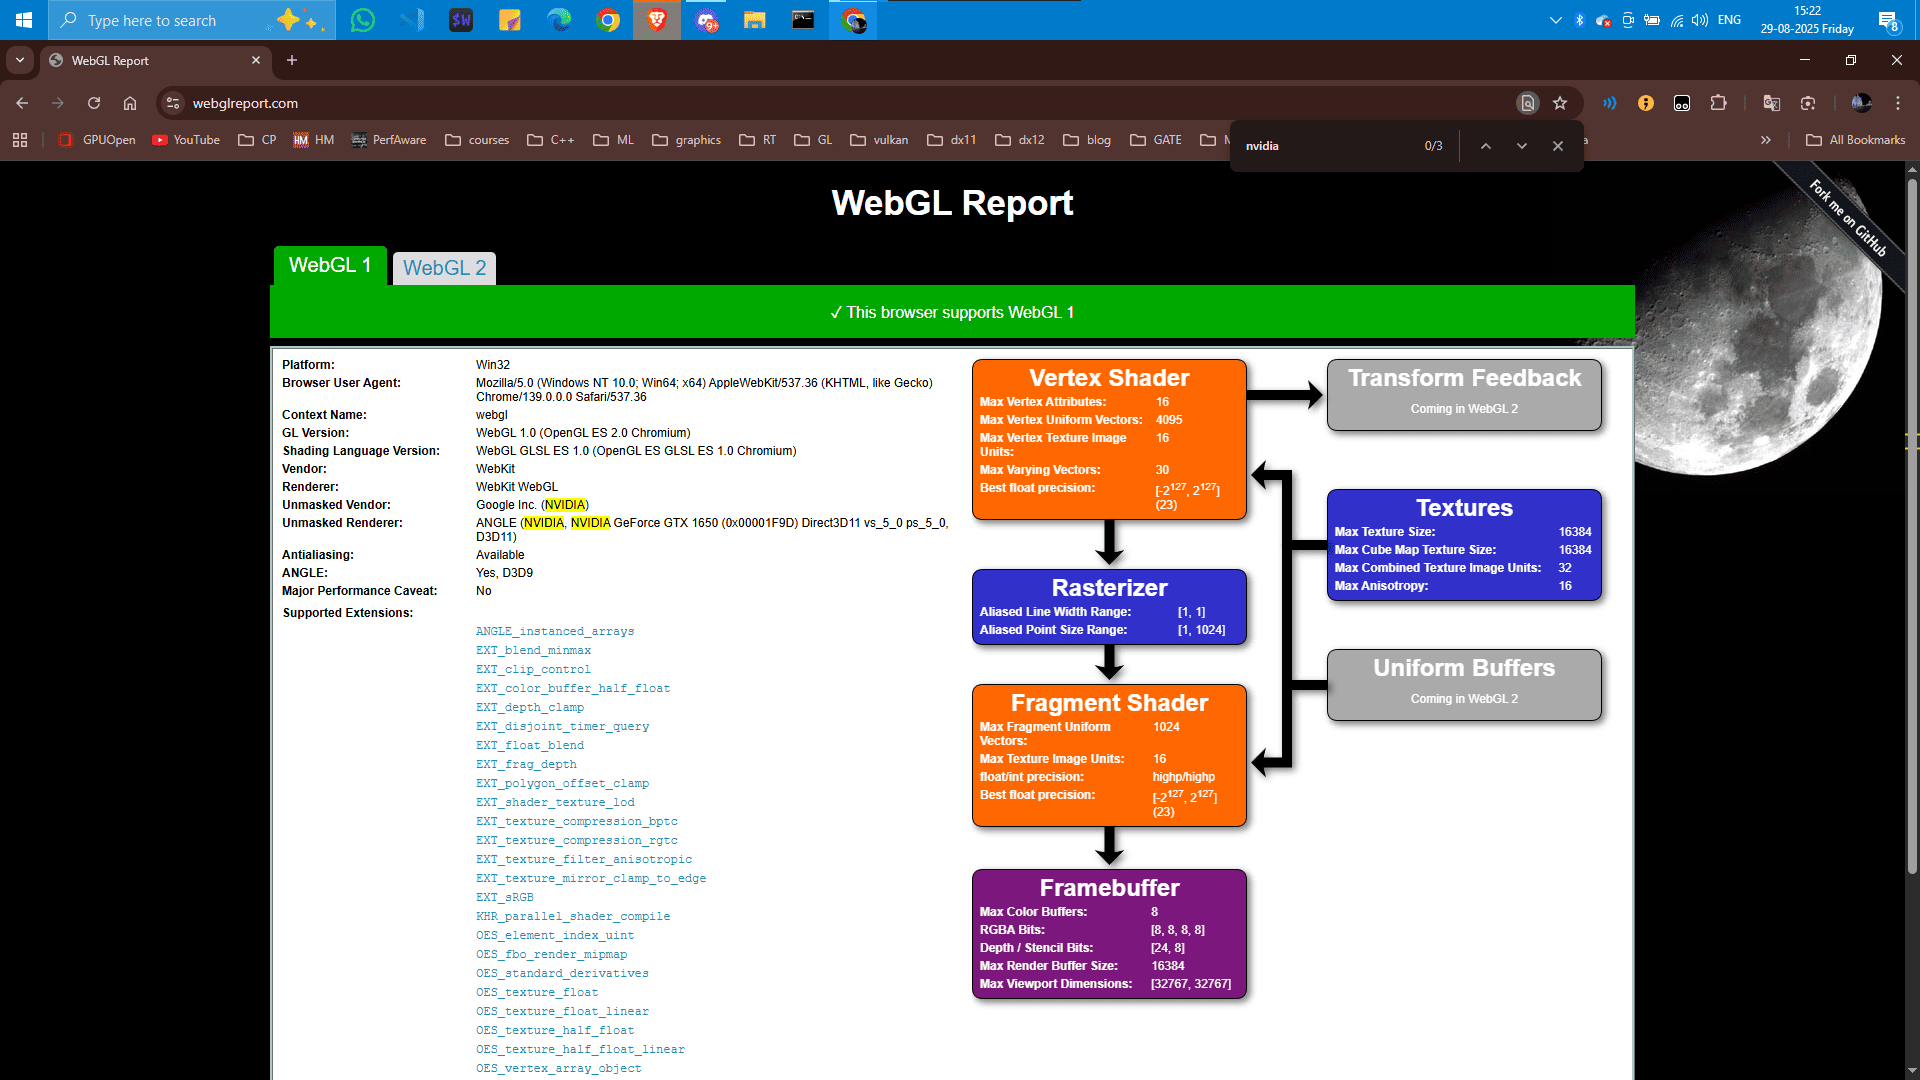 Type here to search
9+
ENG
15:22
29-08-2025 Friday
8
WebGL Report
webglreport.com
GPUOpen
YouTube
CP
HM HM
PerfAware
courses
C++
ML
graphics
RT
GL
vulkan
dx11
dx12
blog
GATE
All Bookmarks
nvidia 0/3
WebGL Report
Fork me on GitHub
WebGL 1
WebGL 2
✓ This browser supports WebGL 1
Platform: Win32
Browser User Agent: Mozilla/5.0 (Windows NT 10.0; Win64; x64) AppleWebKit/537.36 (KHTML, like Gecko)
Chrome/139.0.0.0 Safari/537.36
Context Name: webgl
GL Version: WebGL 1.0 (OpenGL ES 2.0 Chromium)
Shading Language Version: WebGL GLSL ES 1.0 (OpenGL ES GLSL ES 1.0 Chromium)
Vendor: WebKit
Renderer: WebKit WebGL
Unmasked Vendor: Google Inc. (NVIDIA)
Unmasked Renderer: ANGLE (NVIDIA, NVIDIA GeForce GTX 1650 (0x00001F9D) Direct3D11 vs_5_0 ps_5_0,
D3D11)
Antialiasing: Available
ANGLE: Yes, D3D9
Major Performance Caveat: No
Supported Extensions:
ANGLE_instanced_arrays
EXT_blend_minmax
EXT_clip_control
EXT_color_buffer_half_float
EXT_depth_clamp
EXT_disjoint_timer_query
EXT_float_blend
EXT_frag_depth
EXT_polygon_offset_clamp
EXT_shader_texture_lod
EXT_texture_compression_bptc
EXT_texture_compression_rgtc
EXT_texture_filter_anisotropic
EXT_texture_mirror_clamp_to_edge
EXT_sRGB
KHR_parallel_shader_compile
OES_element_index_uint
OES_fbo_render_mipmap
OES_standard_derivatives
OES_texture_float
OES_texture_float_linear
OES_texture_half_float
OES_texture_half_float_linear
OES_vertex_array_object
Vertex Shader
Max Vertex Attributes: 16
Max Vertex Uniform Vectors: 4095
Max Vertex Texture Image 16
Units:
Max Varying Vectors: 30
Best float precision: [-2^127, 2^127]
(23)
Rasterizer
Aliased Line Width Range: [1, 1]
Aliased Point Size Range: [1, 1024]
Fragment Shader
Max Fragment Uniform 1024
Vectors:
Max Texture Image Units: 16
float/int precision: highp/highp
Best float precision: [-2^127, 2^127]
(23)
Framebuffer
Max Color Buffers: 8
RGBA Bits: [8, 8, 8, 8]
Depth / Stencil Bits: [24, 8]
Max Render Buffer Size: 16384
Max Viewport Dimensions: [32767, 32767]
Transform Feedback
Coming in WebGL 2
Textures
Max Texture Size: 16384
Max Cube Map Texture Size: 16384
Max Combined Texture Image Units: 32
Max Anisotropy: 16
Uniform Buffers
Coming in WebGL 2